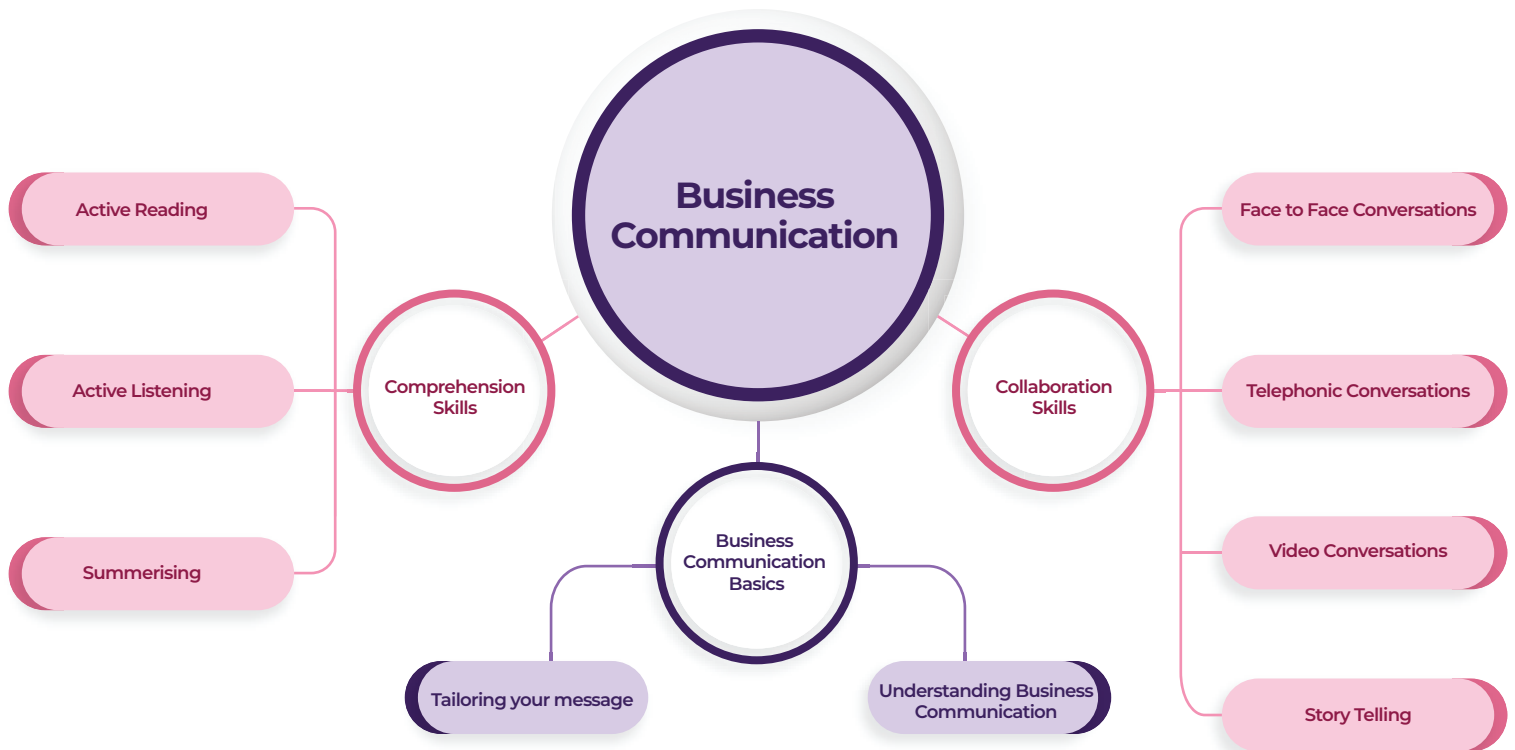 Business
Communication
Active Reading
Active Listening
Summerising
Comprehension
Skills
Business
Communication
Basics
Tailoring your message
Understanding Business
Communication
Collaboration
Skills
Face to Face Conversations
Telephonic Conversations
Video Conversations
Story Telling